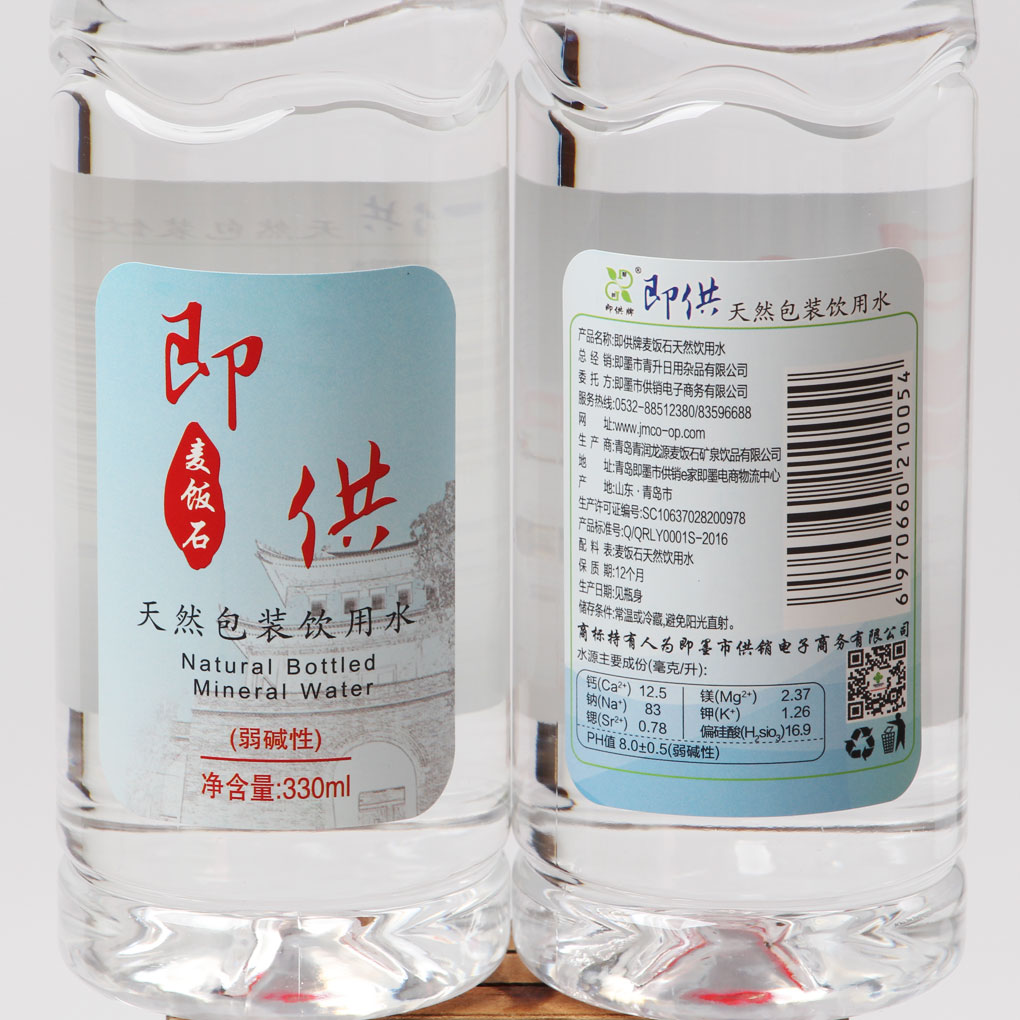 即供
麦饭石
天然包装饮用水
Natural Bottled
Mineral Water
(弱碱性)
净含量:330ml
®
即供牌
即供 天然包装饮用水
产品名称:即供牌麦饭石天然饮用水
总经销:即墨市青升日用杂品有限公司
委托方:即墨市供销电子商务有限公司
服务热线:0532-88512380/83596688
网址:www.jmco-op.com
生产商:青岛青润龙源麦饭石矿泉饮品有限公司
地址:青岛即墨市供销e家即墨电商物流中心
产地:山东·青岛市
生产许可证编号:SC10637028200978
产品标准号:Q/QRLY0001S-2016
配料表:麦饭石天然饮用水
保质期:12个月
生产日期:见瓶身
储存条件:常温或冷藏,避免阳光直射。
商标持有人为即墨市供销电子商务有限公司
水源主要成份(毫克/升):
钙(Ca²⁺) 12.5 镁(Mg²⁺) 2.37
钠(Na⁺) 83 钾(K⁺) 1.26
锶(Sr²⁺) 0.78 偏硅酸(H₂sio₃)16.9
PH值 8.0±0.5(弱碱性)
6970660210054